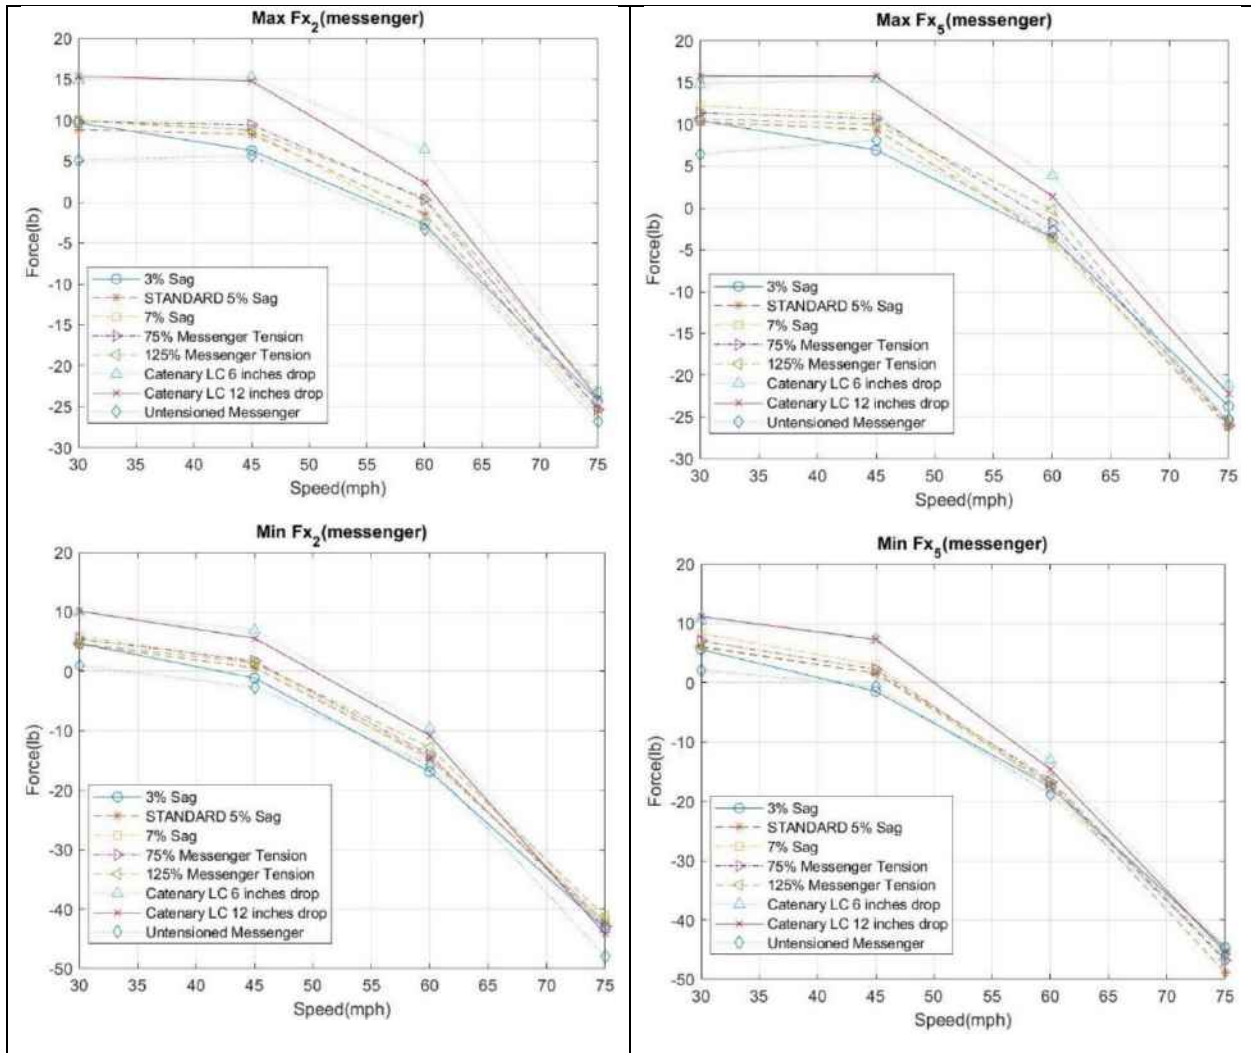 Max Fx2(messenger)
20
15
10
5
0
-5
-10
-15
-20
-25
-30
Force(lb)
3% Sag
STANDARD 5% Sag
7% Sag
75% Messenger Tension
125% Messenger Tension
Catenary LC 6 inches drop
Catenary LC 12 inches drop
Untensioned Messenger
30 35 40 45 50 55 60 65 70 75
Speed(mph)
Max Fx5(messenger)
20
15
10
5
0
-5
-10
-15
-20
-25
-30
Force(lb)
3% Sag
STANDARD 5% Sag
7% Sag
75% Messenger Tension
125% Messenger Tension
Catenary LC 6 inches drop
Catenary LC 12 inches drop
Untensioned Messenger
30 35 40 45 50 55 60 65 70 75
Speed(mph)
Min Fx2(messenger)
20
10
0
-10
-20
-30
-40
-50
Force(lb)
3% Sag
STANDARD 5% Sag
7% Sag
75% Messenger Tension
125% Messenger Tension
Catenary LC 6 inches drop
Catenary LC 12 inches drop
Untensioned Messenger
30 35 40 45 50 55 60 65 70 75
Speed(mph)
Min Fx5(messenger)
20
10
0
-10
-20
-30
-40
-50
Force(lb)
3% Sag
STANDARD 5% Sag
7% Sag
75% Messenger Tension
125% Messenger Tension
Catenary LC 6 inches drop
Catenary LC 12 inches drop
Untensioned Messenger
30 35 40 45 50 55 60 65 70 75
Speed(mph)